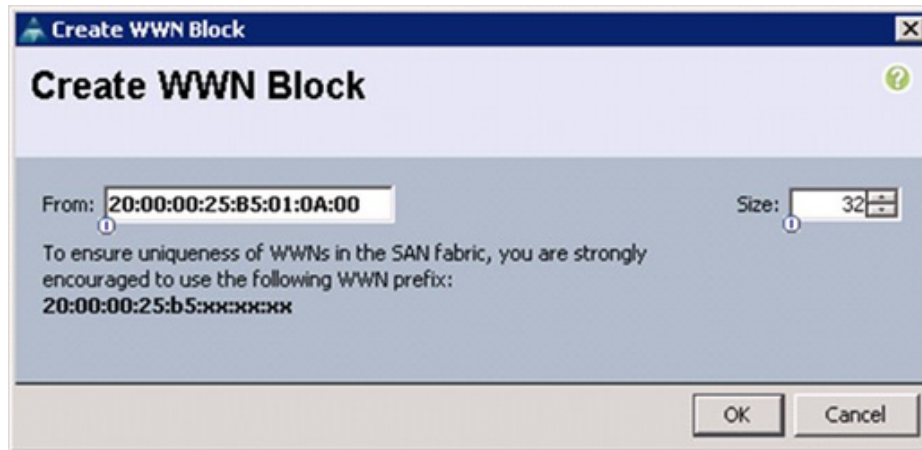 Create WWN Block
Create WWN Block
From: 20:00:00:25:B5:01:0A:00
Size: 32
To ensure uniqueness of WWNs in the SAN fabric, you are strongly
encouraged to use the following WWN prefix:
20:00:00:25:b5:xx:xx:xx
OK
Cancel